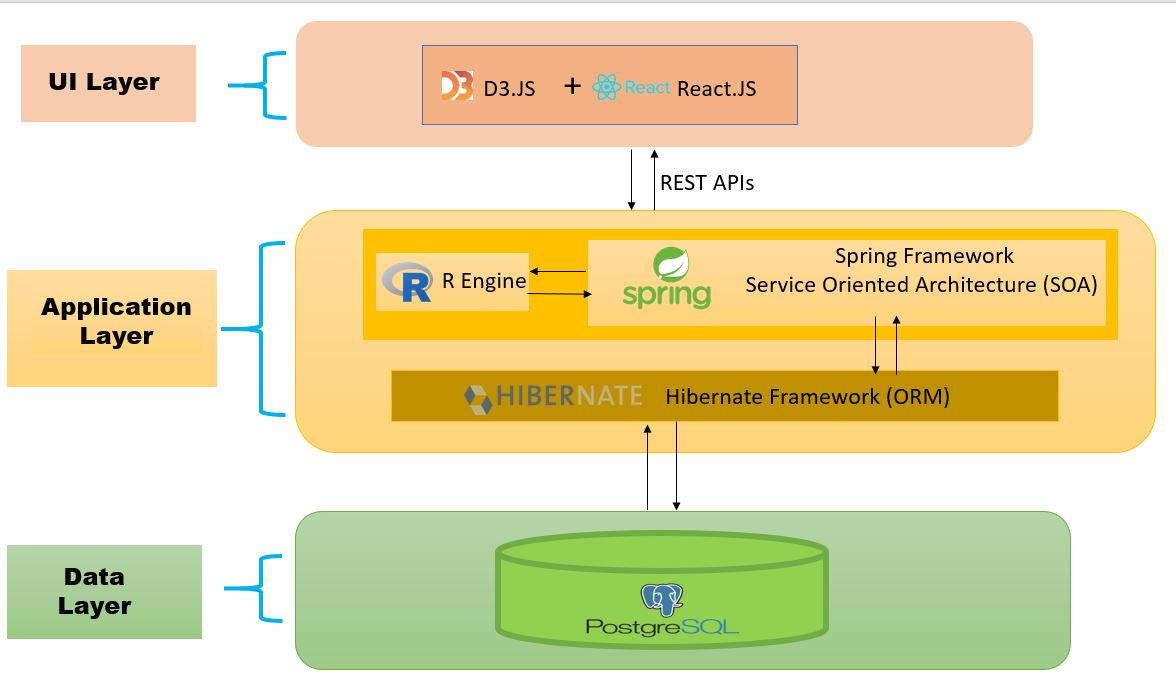 UI Layer
D3 D3.JS + React React.JS
REST APIs
Application
Layer
R R Engine
spring
Spring Framework
Service Oriented Architecture (SOA)
HIBERNATE Hibernate Framework (ORM)
Data
Layer
PostgreSQL